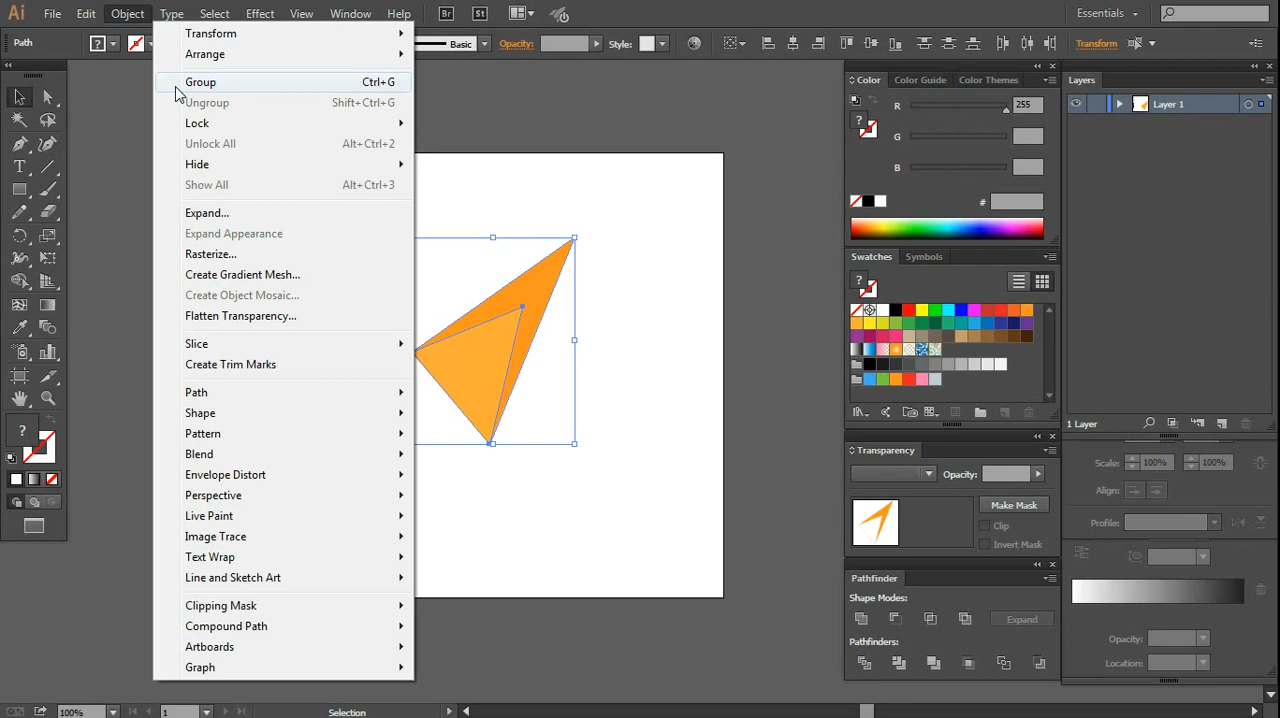 Ai File Edit Object Type Select Effect View Window Help Br St Essentials
Path ? Basic Opacity: Style: Transform
Transform
Arrange
Group Ctrl+G
Ungroup Shift+Ctrl+G
Lock
Unlock All Alt+Ctrl+2
Hide
Show All Alt+Ctrl+3
Expand...
Expand Appearance
Rasterize...
Create Gradient Mesh...
Create Object Mosaic...
Flatten Transparency...
Slice
Create Trim Marks
Path
Shape
Pattern
Blend
Envelope Distort
Perspective
Live Paint
Image Trace
Text Wrap
Line and Sketch Art
Clipping Mask
Compound Path
Artboards
Graph
T
?
Color Color Guide Color Themes
? R 255
G
B
#
Swatches Symbols
?
Transparency
Opacity:
Make Mask
Clip
Invert Mask
Pathfinder
Shape Modes:
Expand
Pathfinders:
Layers
Layer 1
1 Layer
Scale: 100% 100%
Align:
Profile:
Opacity:
Location:
100% 1 Selection